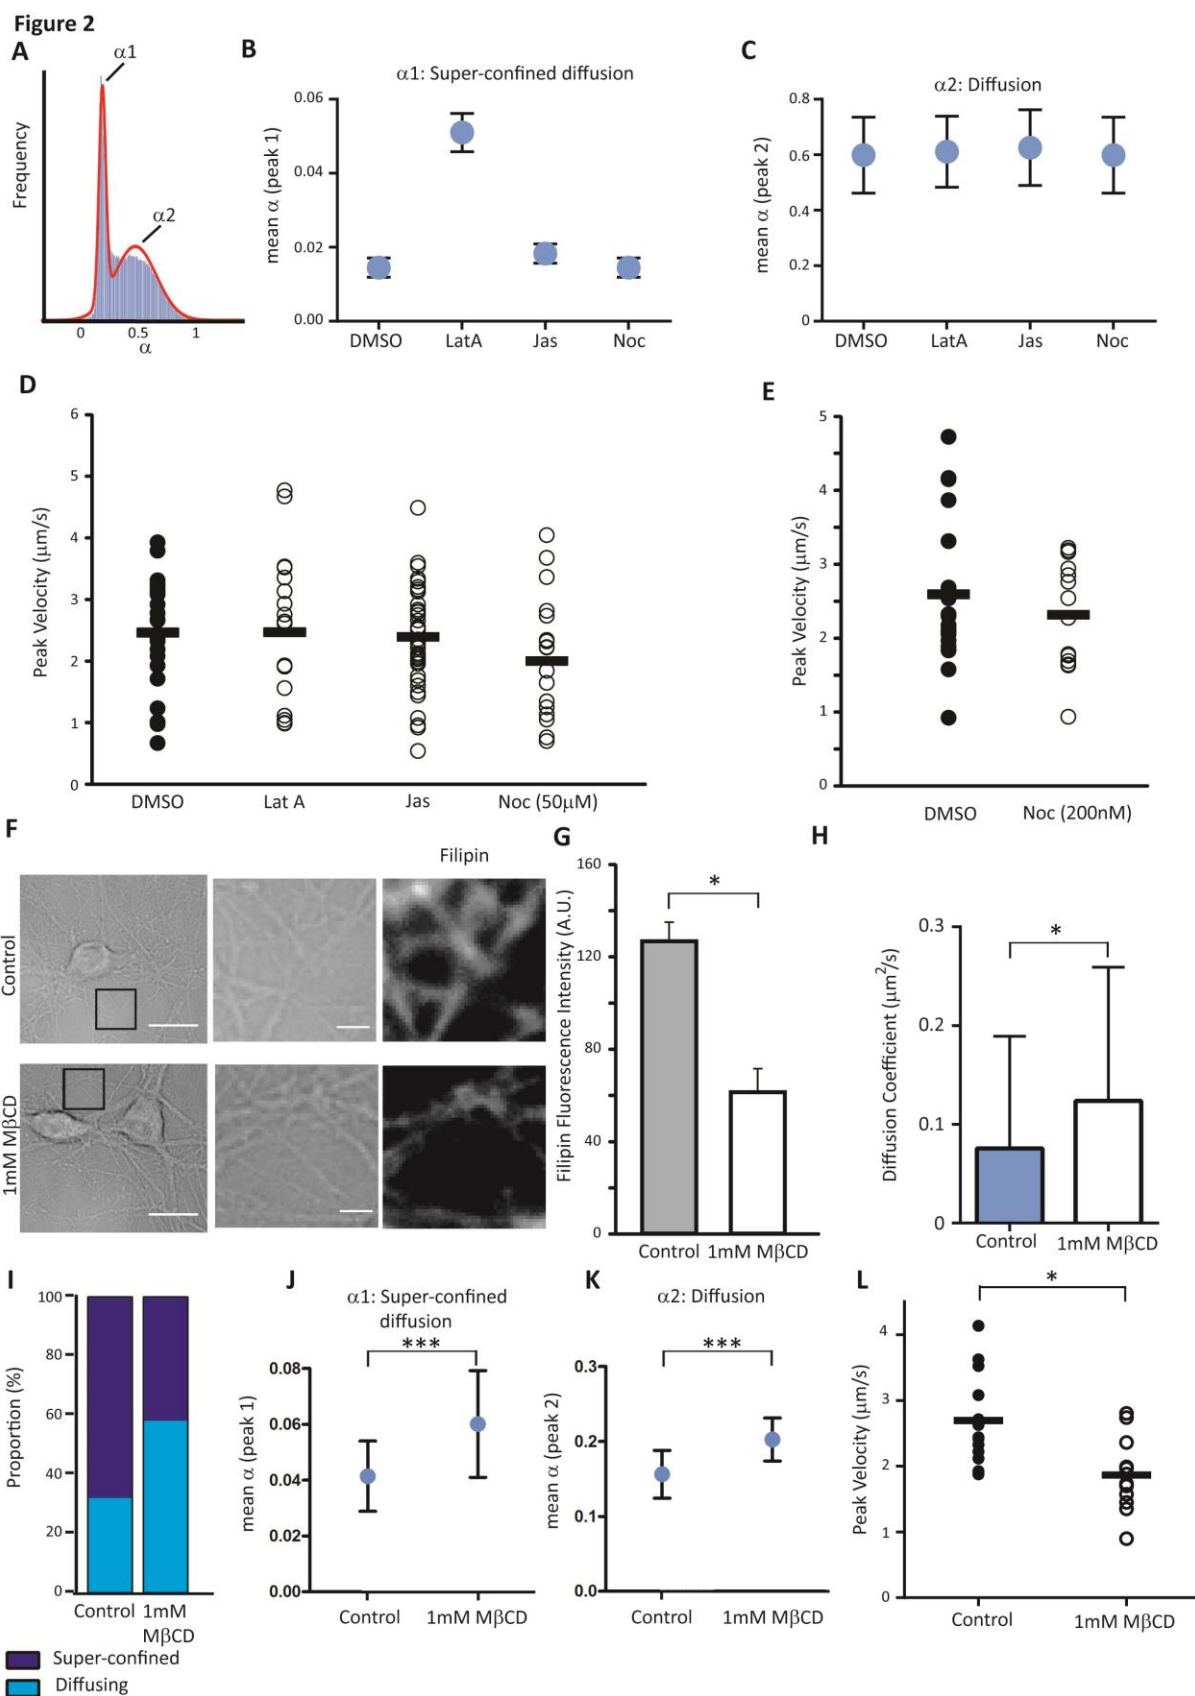 Figure 2
A
α1
α2
Frequency
0 0.5 1
α
B
α1: Super-confined diffusion
mean α (peak 1)
0.06
0.04
0.02
0.00
DMSO LatA Jas Noc
C
α2: Diffusion
mean α (peak 2)
0.8
0.6
0.4
0.2
0
DMSO LatA Jas Noc
D
Peak Velocity (μm/s)
6
5
4
3
2
1
0
DMSO Lat A Jas Noc (50μM)
E
Peak Velocity (μm/s)
5
4
3
2
1
0
DMSO Noc (200nM)
F
Filipin
Control
1mM MβCD
G
Filipin Fluorescence Intensity (A.U.)
160
120
80
40
0
*
Control 1mM MβCD
H
Diffusion Coefficient (μm²/s)
0.3
0.2
0.1
0
*
Control 1mM MβCD
I
Proportion (%)
100
80
60
40
20
0
Control 1mM
MβCD
Super-confined
Diffusing
J
α1: Super-confined
diffusion
***
mean α (peak 1)
0.08
0.06
0.04
0.02
0.00
Control 1mM MβCD
K
α2: Diffusion
***
mean α (peak 2)
0.3
0.2
0.1
0.0
Control 1mM MβCD
L
*
Peak Velocity (μm/s)
4
3
2
1
0
Control 1mM MβCD